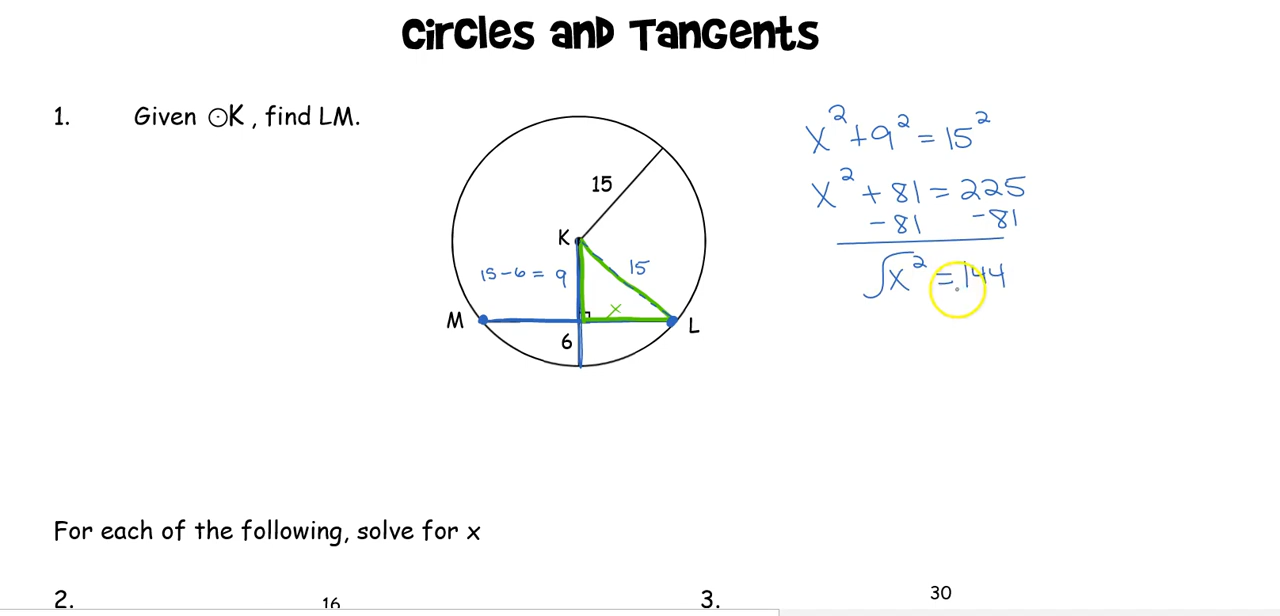 Circles and Tangents
1. Given ⊙K, find LM.
15
K
15-6 = 9
15
x
M
L
6
x² + 9² = 15²
x² + 81 = 225
-81 -81
√x² = 144
For each of the following, solve for x
2.
16
3.
30